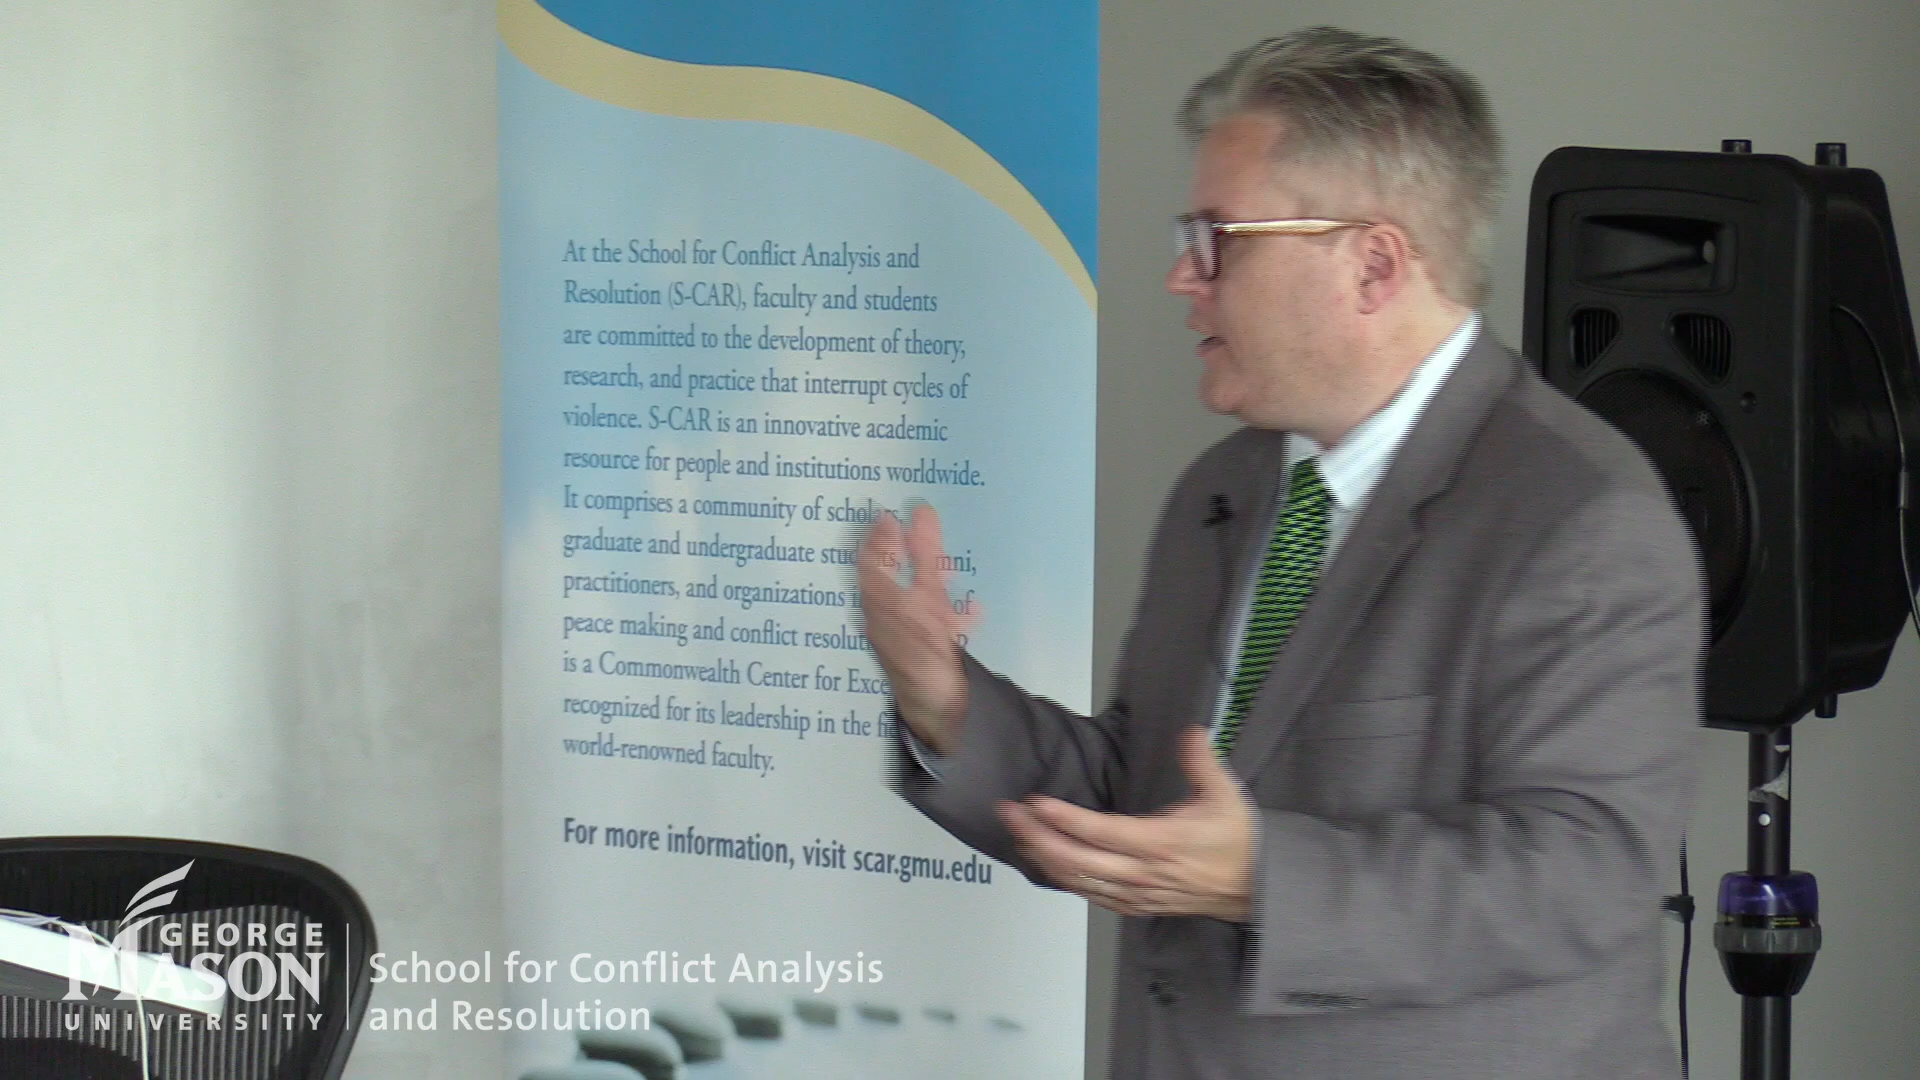 At the School for Conflict Analysis and
Resolution (S-CAR), faculty and students
are committed to the development of theory,
research, and practice that interrupt cycles of
violence. S-CAR is an innovative academic
resource for people and institutions worldwide.
It comprises a community of scholars,
graduate and undergraduate
practitioners, and organizations of
peace making and conflict
is a Commonwealth Center for
recognized for its leadership in the
world-renowned faculty.
For more information, visit scar.gmu.edu
GEORGE
MASON
UNIVERSITY
School for Conflict Analysis
and Resolution